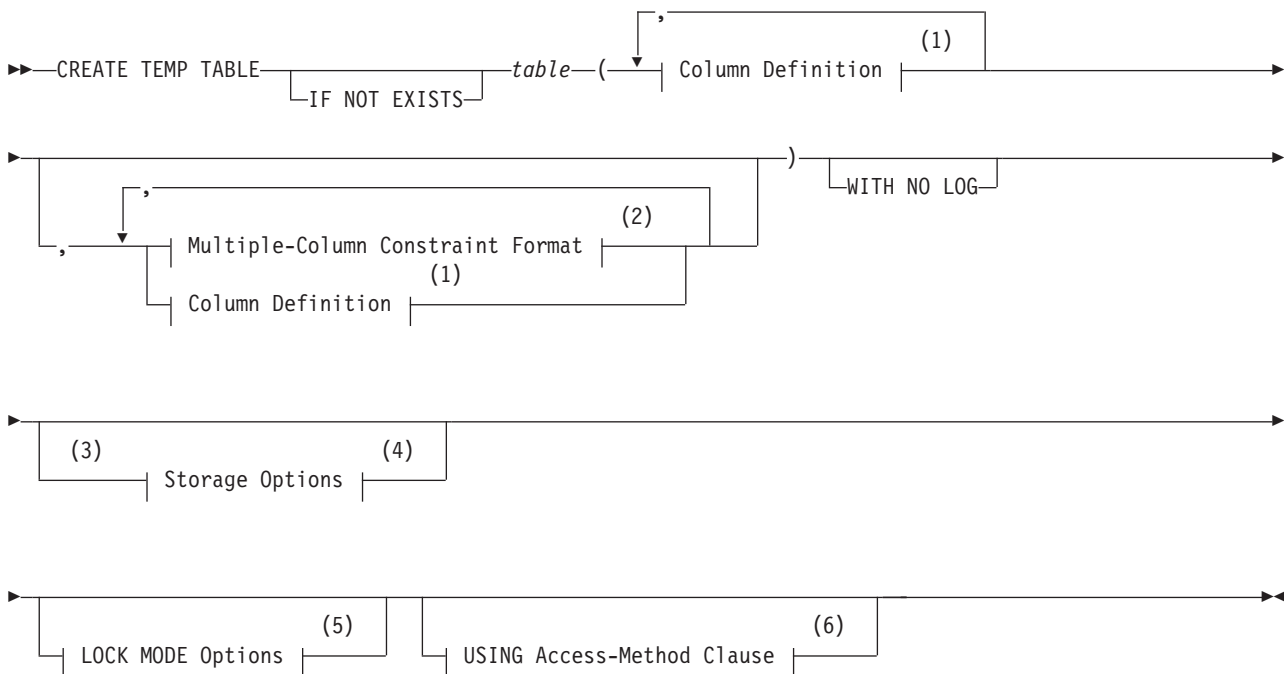 ,
(1)
CREATE TEMP TABLE table ( Column Definition
IF NOT EXISTS
)
WITH NO LOG
,
, (2)
Multiple-Column Constraint Format
(1)
Column Definition
(3) (4)
Storage Options
(5) (6)
LOCK MODE Options USING Access-Method Clause